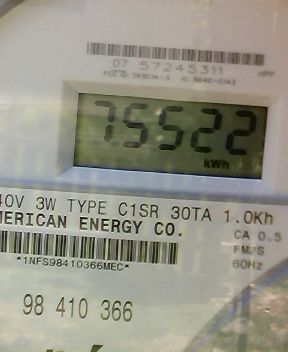 07 57245311
75522
kWh
40V 3W TYPE C1SR 30TA 1.0Kh
MERICAN ENERGY CO.
CA 0.5
FM2S
60Hz
*1NFS98410366MEC*
98 410 366